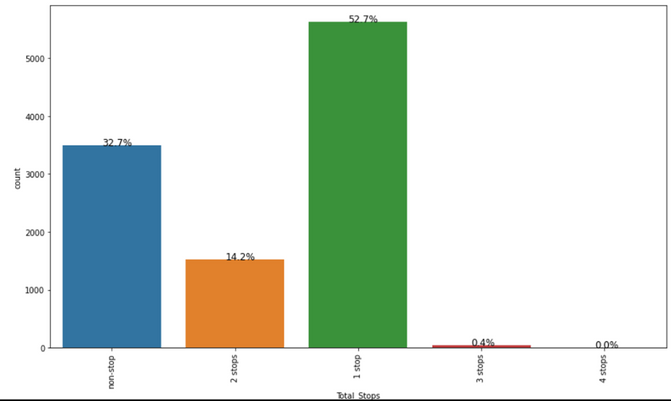 52.7%
5000
4000
32.7%
3000
count
2000
14.2%
1000
0.4%
0.0%
0
non-stop
2 stops
1 stop
3 stops
4 stops
Total_Stops